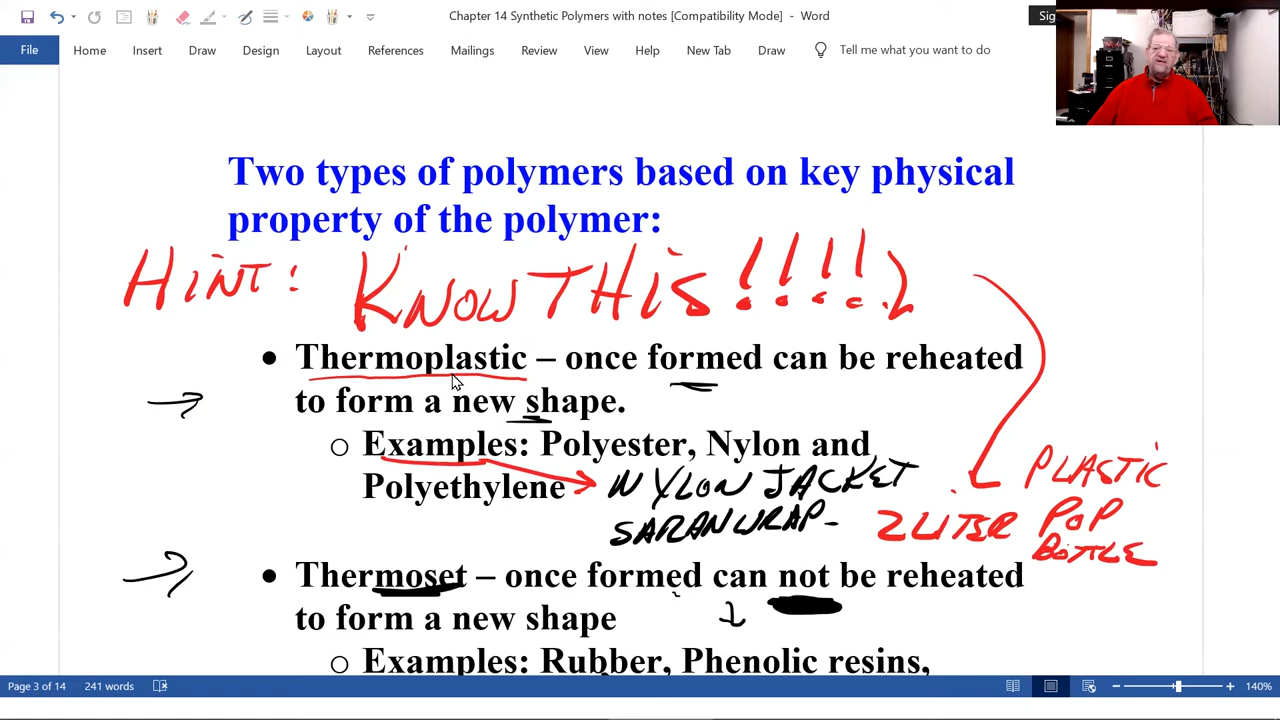 Chapter 14 Synthetic Polymers with notes [Compatibility Mode] - Word
Sig
File Home Insert Draw Design Layout References Mailings Review View Help New Tab Draw Tell me what you want to do
Two types of polymers based on key physical
property of the polymer:
HINT: KNOW THIS !!!!
• Thermoplastic – once formed can be reheated
to form a new shape.
o Examples: Polyester, Nylon and
Polyethylene
NYLON JACKET
SARAN WRAP -
PLASTIC
2 LITER POP
BOTTLE
• Thermoset – once formed can not be reheated
to form a new shape
o Examples: Rubber, Phenolic resins,
Page 3 of 14 241 words 140%